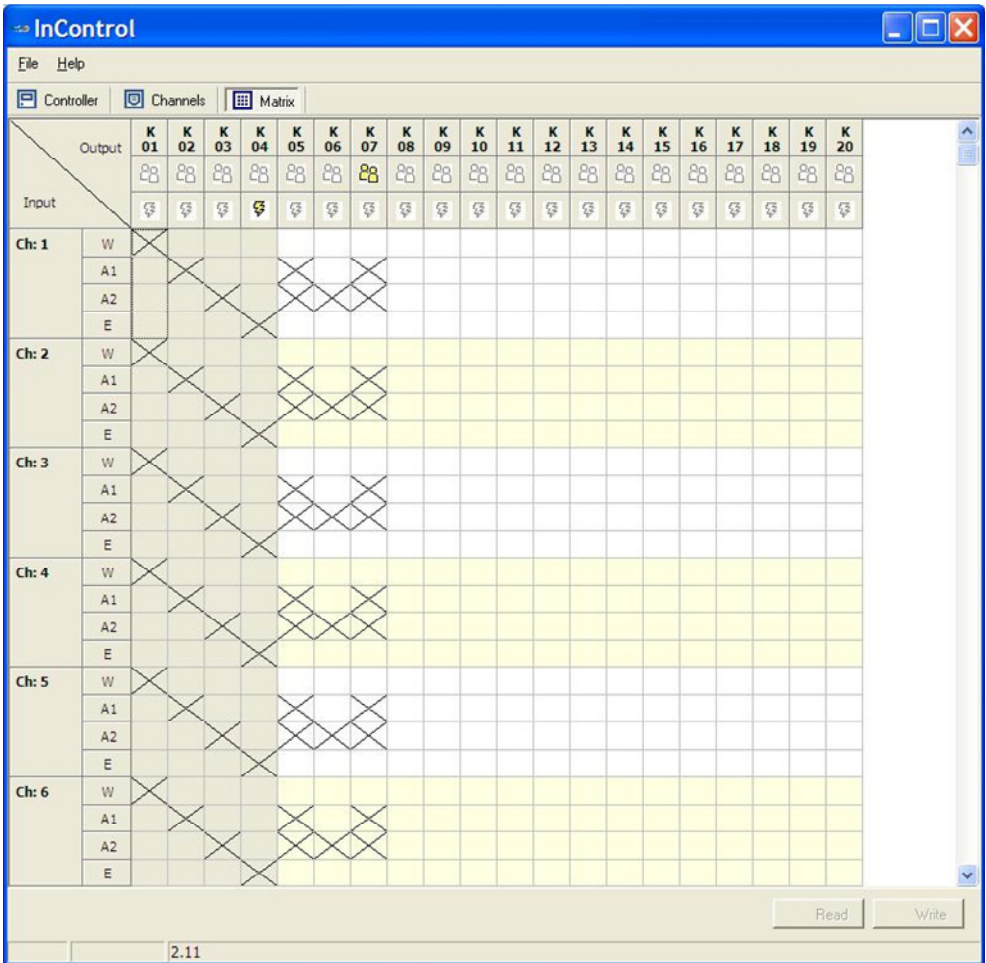 InControl
File Help
Controller Channels Matrix
Output K 01 K 02 K 03 K 04 K 05 K 06 K 07 K 08 K 09 K 10 K 11 K 12 K 13 K 14 K 15 K 16 K 17 K 18 K 19 K 20
Input
Ch: 1 W
A1
A2
E
Ch: 2 W
A1
A2
E
Ch: 3 W
A1
A2
E
Ch: 4 W
A1
A2
E
Ch: 5 W
A1
A2
E
Ch: 6 W
A1
A2
E
Read Write
2.11